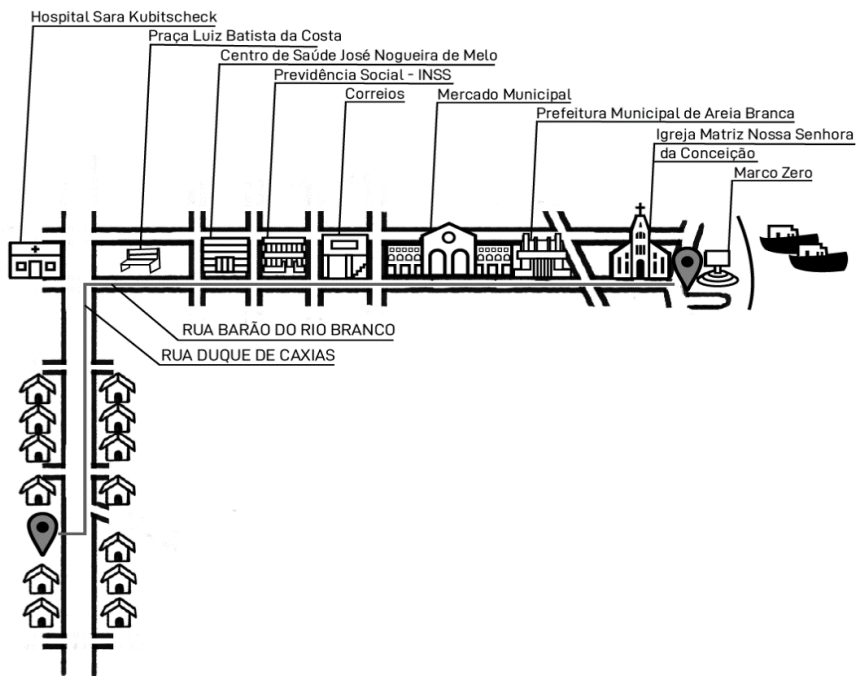 Hospital Sara Kubitscheck
Praça Luiz Batista da Costa
Centro de Saúde José Nogueira de Melo
Previdência Social - INSS
Correios
Mercado Municipal
Prefeitura Municipal de Areia Branca
Igreja Matriz Nossa Senhora
da Conceição
Marco Zero
RUA BARÃO DO RIO BRANCO
RUA DUQUE DE CAXIAS